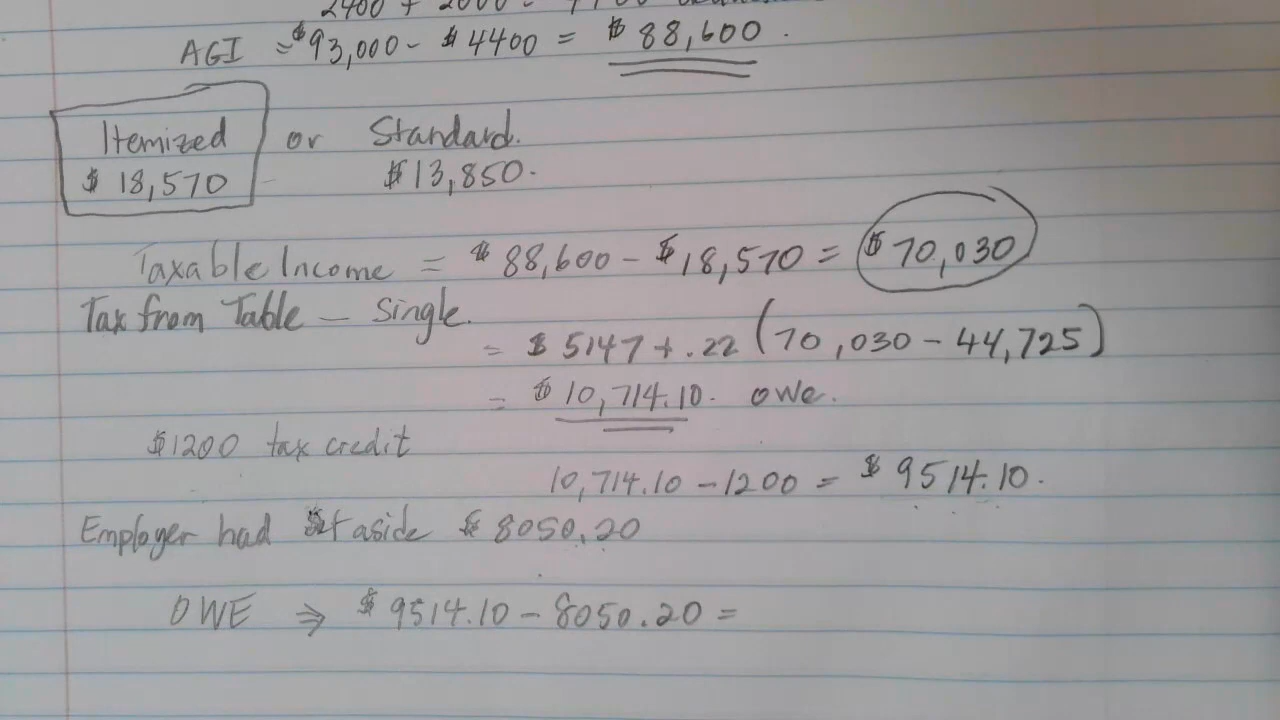 2400 + 2000 =
AGI = $93,000 - $4400 = $88,600.
Itemized or Standard.
$18,570 $13,850.
Taxable Income = $88,600 - $18,570 = $70,030
Tax from Table - Single.
= $5147 + .22 (70,030 - 44,725)
= $10,714.10. owe.
$1200 tax credit
10,714.10 - 1200 = $9514.10.
Employer had set aside $8050.20
OWE ⇒ $9514.10 - 8050.20 =